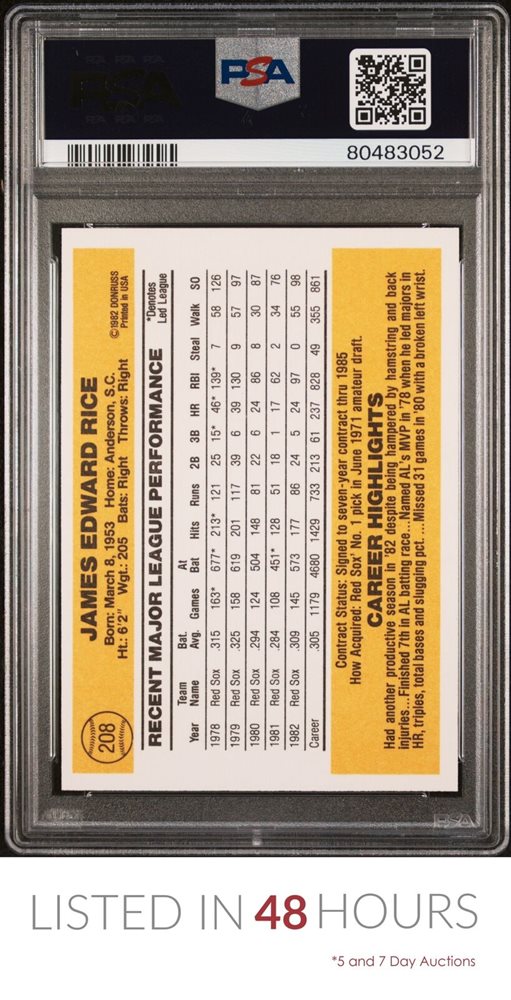 PSA
80483052
208
JAMES EDWARD RICE
Born: March 8, 1953 Home: Anderson, S.C.
Ht.: 6'2" Wgt.: 205 Bats: Right Throws: Right
©1982 DONRUSS
Printed in USA
RECENT MAJOR LEAGUE PERFORMANCE
*Denotes
Led League
Year Team Name Bat. Avg. Games At Bat Hits Runs 2B 3B HR RBI Steal Walk SO
1978 Red Sox .315 163* 677* 213* 121 25 15* 46* 139* 7 58 126
1979 Red Sox .325 158 619 201 117 39 6 39 130 9 57 97
1980 Red Sox .294 124 504 148 81 22 6 24 86 8 30 87
1981 Red Sox .284 108 451* 128 51 18 1 17 62 2 34 76
1982 Red Sox .309 145 573 177 86 24 5 24 97 0 55 98
Career .305 1179 4680 1429 733 213 61 237 828 49 355 861
Contract Status: Signed to seven-year contract thru 1985
How Acquired: Red Sox' No. 1 pick in June 1971 amateur draft.
CAREER HIGHLIGHTS
Had another productive season in '82 despite being hampered by hamstring and back
injuries...Finished 7th in AL batting race...Named AL's MVP in '78 when he led majors in
HR, triples, total bases and slugging pct....Missed 31 games in '80 with a broken left wrist.
PSA
LISTED IN 48 HOURS
*5 and 7 Day Auctions